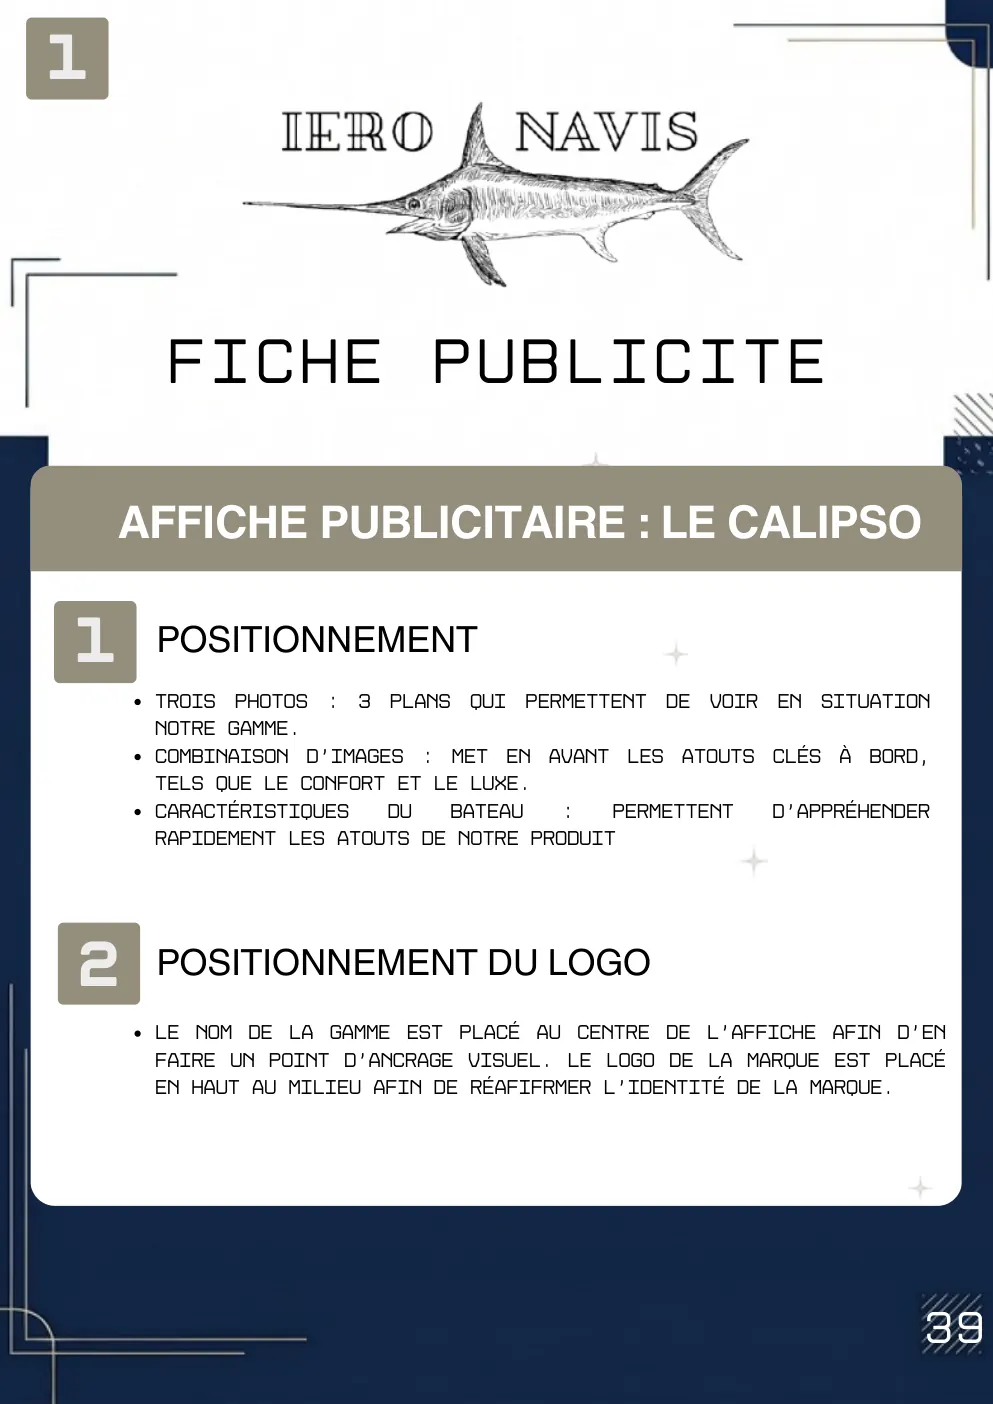 1
IERO NAVIS
FICHE PUBLICITE
AFFICHE PUBLICITAIRE : LE CALIPSO
1
POSITIONNEMENT
• TROIS PHOTOS : 3 PLANS QUI PERMETTENT DE VOIR EN SITUATION
NOTRE GAMME.
• COMBINAISON D'IMAGES : MET EN AVANT LES ATOUTS CLÉS À BORD,
TELS QUE LE CONFORT ET LE LUXE.
• CARACTÉRISTIQUES DU BATEAU : PERMETTENT D'APPRÉHENDER
RAPIDEMENT LES ATOUTS DE NOTRE PRODUIT
2
POSITIONNEMENT DU LOGO
• LE NOM DE LA GAMME EST PLACÉ AU CENTRE DE L'AFFICHE AFIN D'EN
FAIRE UN POINT D'ANCRAGE VISUEL. LE LOGO DE LA MARQUE EST PLACÉ
EN HAUT AU MILIEU AFIN DE RÉAFIFRMER L'IDENTITÉ DE LA MARQUE.
39